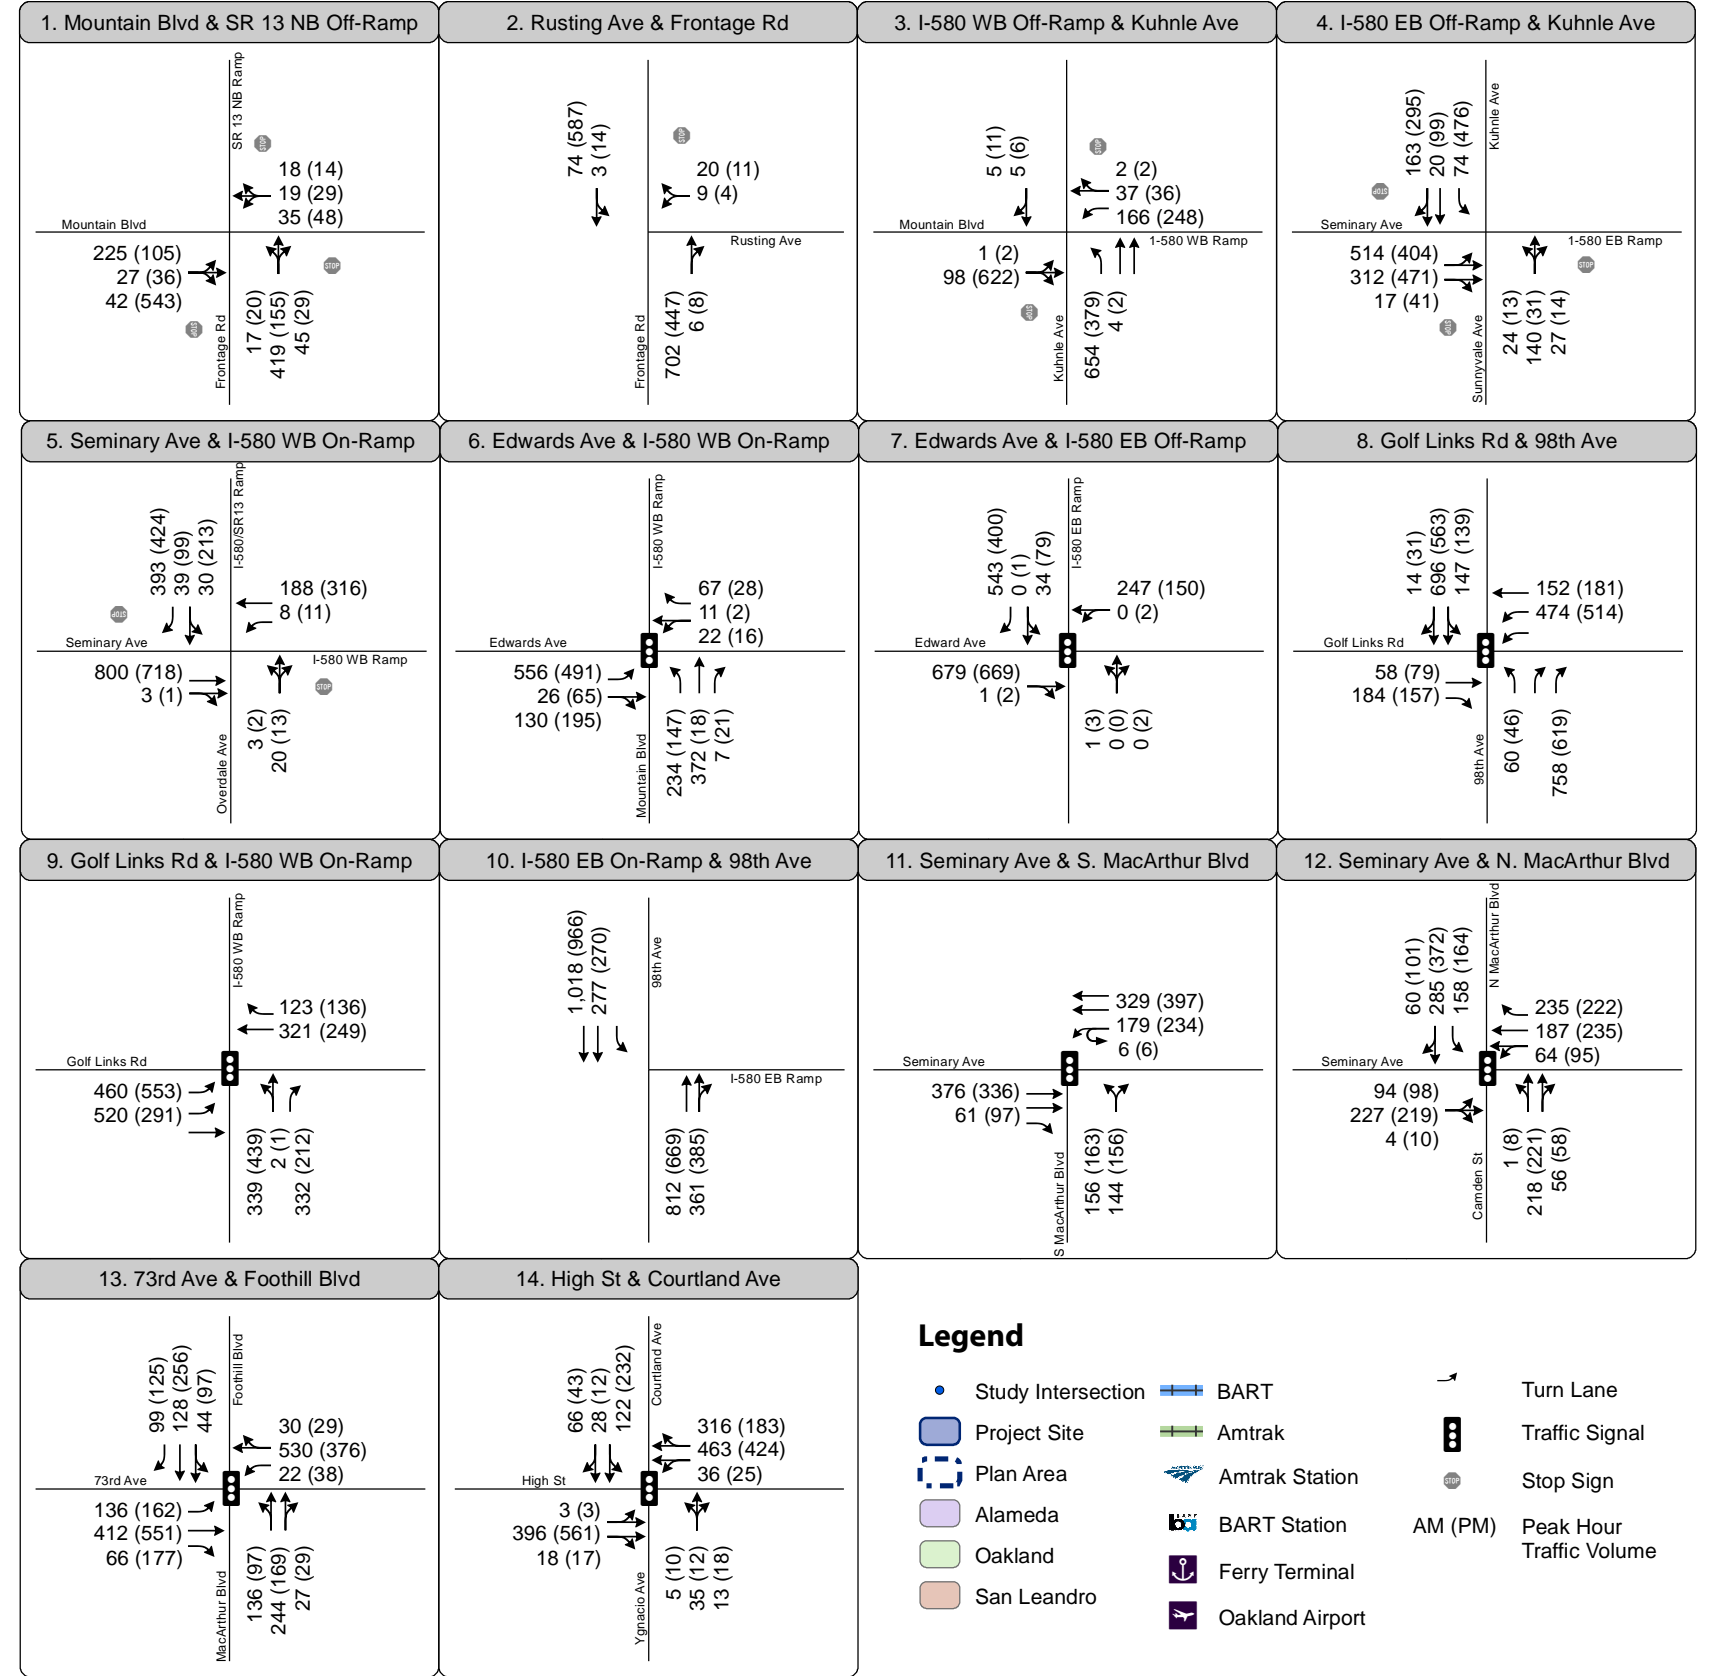 1. Mountain Blvd & SR 13 NB Off-Ramp
SR 13 NB Ramp
STOP
18 (14)
19 (29)
35 (48)
Mountain Blvd
225 (105)
27 (36)
42 (543)
STOP
STOP
Frontage Rd
17 (20)
419 (155)
45 (29)
2. Rusting Ave & Frontage Rd
74 (587)
3 (14)
STOP
20 (11)
9 (4)
Rusting Ave
Frontage Rd
702 (447)
6 (8)
3. I-580 WB Off-Ramp & Kuhnle Ave
5 (11)
5 (6)
STOP
2 (2)
37 (36)
166 (248)
Mountain Blvd
1-580 WB Ramp
1 (2)
98 (622)
STOP
Kuhnle Ave
654 (379)
4 (2)
4. I-580 EB Off-Ramp & Kuhnle Ave
163 (295)
20 (99)
74 (476)
Kuhnle Ave
STOP
Seminary Ave
1-580 EB Ramp
514 (404)
312 (471)
17 (41)
STOP
STOP
Sunnyvale Ave
24 (13)
140 (31)
27 (14)
5. Seminary Ave & I-580 WB On-Ramp
393 (424)
39 (99)
30 (213)
I-580/SR13 Ramp
STOP
188 (316)
8 (11)
Seminary Ave
I-580 WB Ramp
800 (718)
3 (1)
STOP
Overdale Ave
3 (2)
20 (13)
6. Edwards Ave & I-580 WB On-Ramp
I-580 WB Ramp
67 (28)
11 (2)
22 (16)
Edwards Ave
556 (491)
26 (65)
130 (195)
Mountain Blvd
234 (147)
372 (18)
7 (21)
7. Edwards Ave & I-580 EB Off-Ramp
543 (400)
0 (1)
34 (79)
I-580 EB Ramp
247 (150)
0 (2)
Edward Ave
679 (669)
1 (2)
1 (3)
0 (0)
0 (2)
8. Golf Links Rd & 98th Ave
14 (31)
696 (563)
147 (139)
152 (181)
474 (514)
Golf Links Rd
58 (79)
184 (157)
98th Ave
60 (46)
758 (619)
9. Golf Links Rd & I-580 WB On-Ramp
I-580 WB Ramp
123 (136)
321 (249)
Golf Links Rd
460 (553)
520 (291)
339 (439)
2 (1)
332 (212)
10. I-580 EB On-Ramp & 98th Ave
1,018 (966)
277 (270)
98th Ave
I-580 EB Ramp
812 (669)
361 (385)
11. Seminary Ave & S. MacArthur Blvd
329 (397)
179 (234)
6 (6)
Seminary Ave
376 (336)
61 (97)
S MacArthur Blvd
156 (163)
144 (156)
12. Seminary Ave & N. MacArthur Blvd
60 (101)
285 (372)
158 (164)
N MacArthur Blvd
235 (222)
187 (235)
64 (95)
Seminary Ave
94 (98)
227 (219)
4 (10)
Camden St
1 (8)
218 (221)
56 (58)
13. 73rd Ave & Foothill Blvd
99 (125)
128 (256)
44 (97)
Foothill Blvd
30 (29)
530 (376)
22 (38)
73rd Ave
136 (162)
412 (551)
66 (177)
MacArthur Blvd
136 (97)
244 (169)
27 (29)
14. High St & Courtland Ave
66 (43)
28 (12)
122 (232)
Courtland Ave
316 (183)
463 (424)
36 (25)
High St
3 (3)
396 (561)
18 (17)
Ygnacio Ave
5 (10)
35 (12)
13 (18)
Legend
Study Intersection
Project Site
Plan Area
Alameda
Oakland
San Leandro
BART
Amtrak
Amtrak Station
BART Station
Ferry Terminal
Oakland Airport
Turn Lane
Traffic Signal
STOP
Stop Sign
AM (PM)
Peak Hour
Traffic Volume